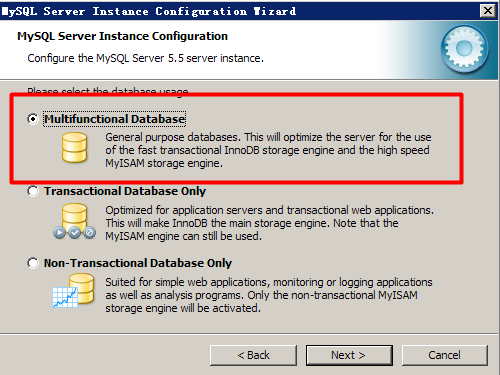 MySQL Server Instance Configuration Wizard
MySQL Server Instance Configuration
Configure the MySQL Server 5.5 server instance.
Please select the database usage.
Multifunctional Database
General purpose databases. This will optimize the server for the use
of the fast transactional InnoDB storage engine and the high speed
MyISAM storage engine.
Transactional Database Only
Optimized for application servers and transactional web applications.
This will make InnoDB the main storage engine. Note that the
MyISAM engine can still be used.
Non-Transactional Database Only
Suited for simple web applications, monitoring or logging applications
as well as analysis programs. Only the non-transactional MyISAM
storage engine will be activated.
< Back Next > Cancel